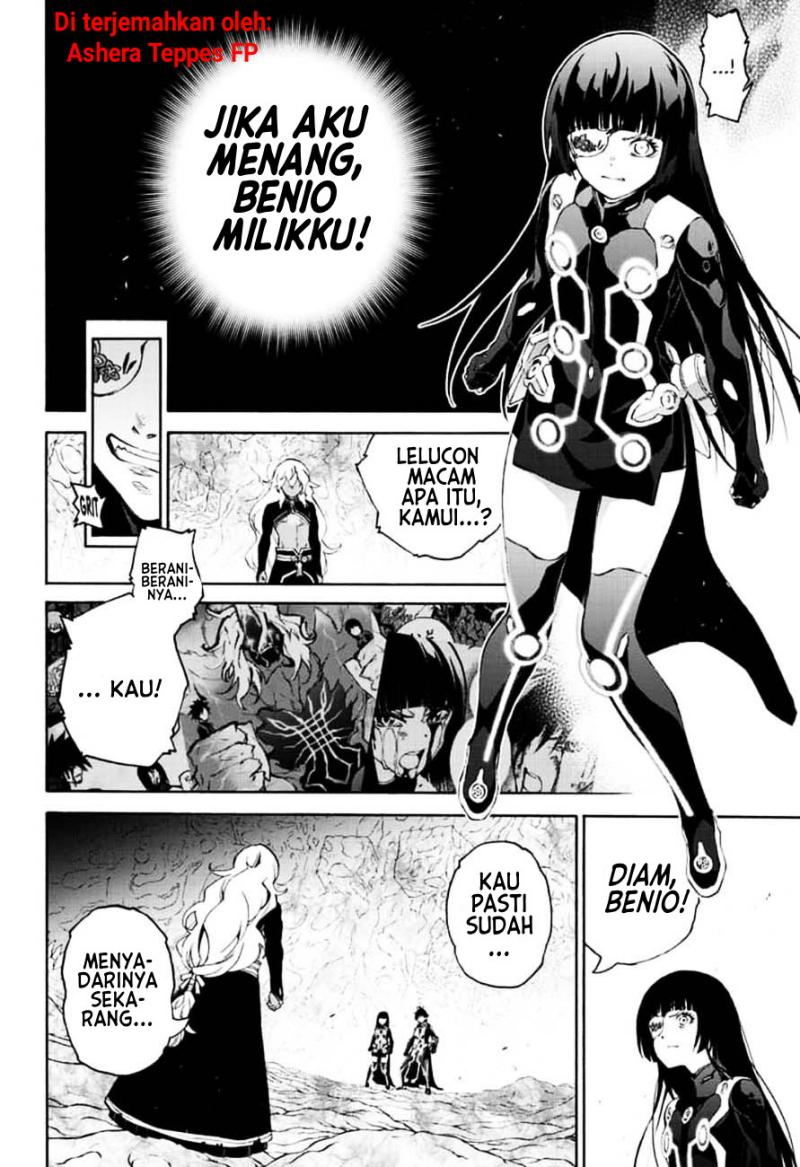 Di terjemahkan oleh:
Ashera Teppes FP
....!
JIKA AKU
MENANG,
BENIO
MILIKKU!
LELUCON
MACAM
APA ITU,
KAMUI...?
GRIT
BERANI-
BERANI-
NYA...
... KAU!
DIAM,
BENIO!
KAU
PASTI
SUDAH
...
MENYA-
DARINYA
SEKA-
RANG...